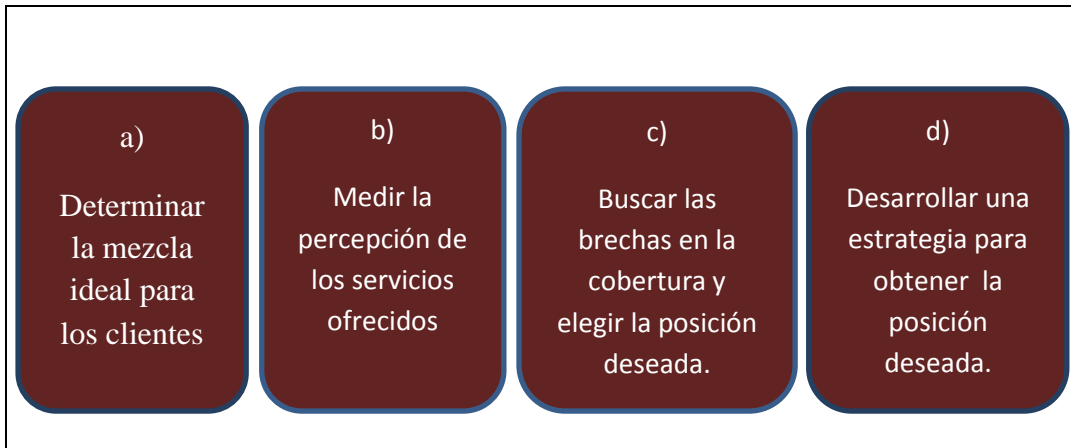 a)
Determinar
la mezcla
ideal para
los clientes
b)
Medir la
percepción de
los servicios
ofrecidos
c)
Buscar las
brechas en la
cobertura y
elegir la posición
deseada.
d)
Desarrollar una
estrategia para
obtener la
posición
deseada.